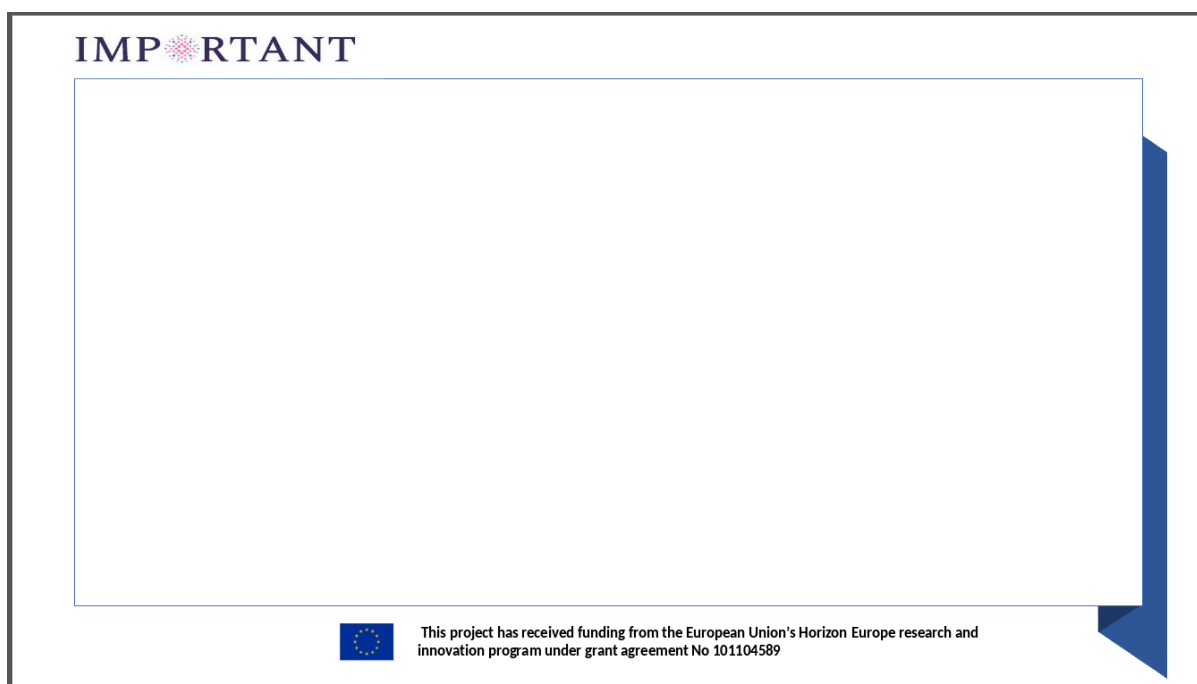 IMPORTANT
This project has received funding from the European Union's Horizon Europe research and
innovation program under grant agreement No 101104589